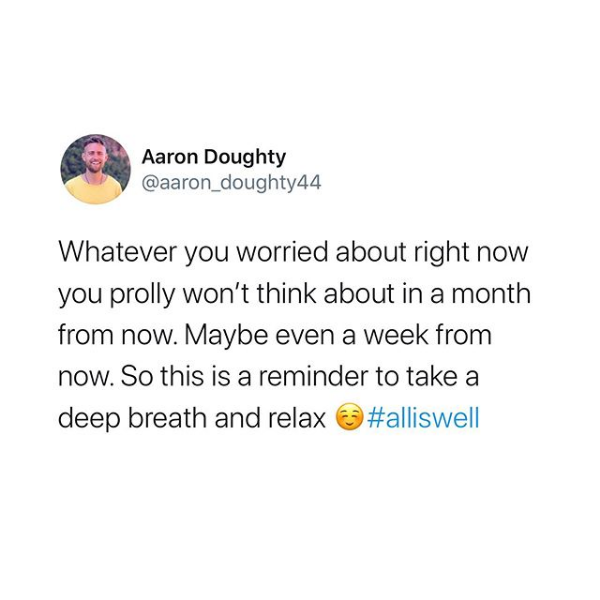 Aaron Doughty
@aaron_doughty44
Whatever you worried about right now
you prolly won’t think about in a month
from now. Maybe even a week from
now. So this is a reminder to take a
deep breath and relax ☺️ #alliswell